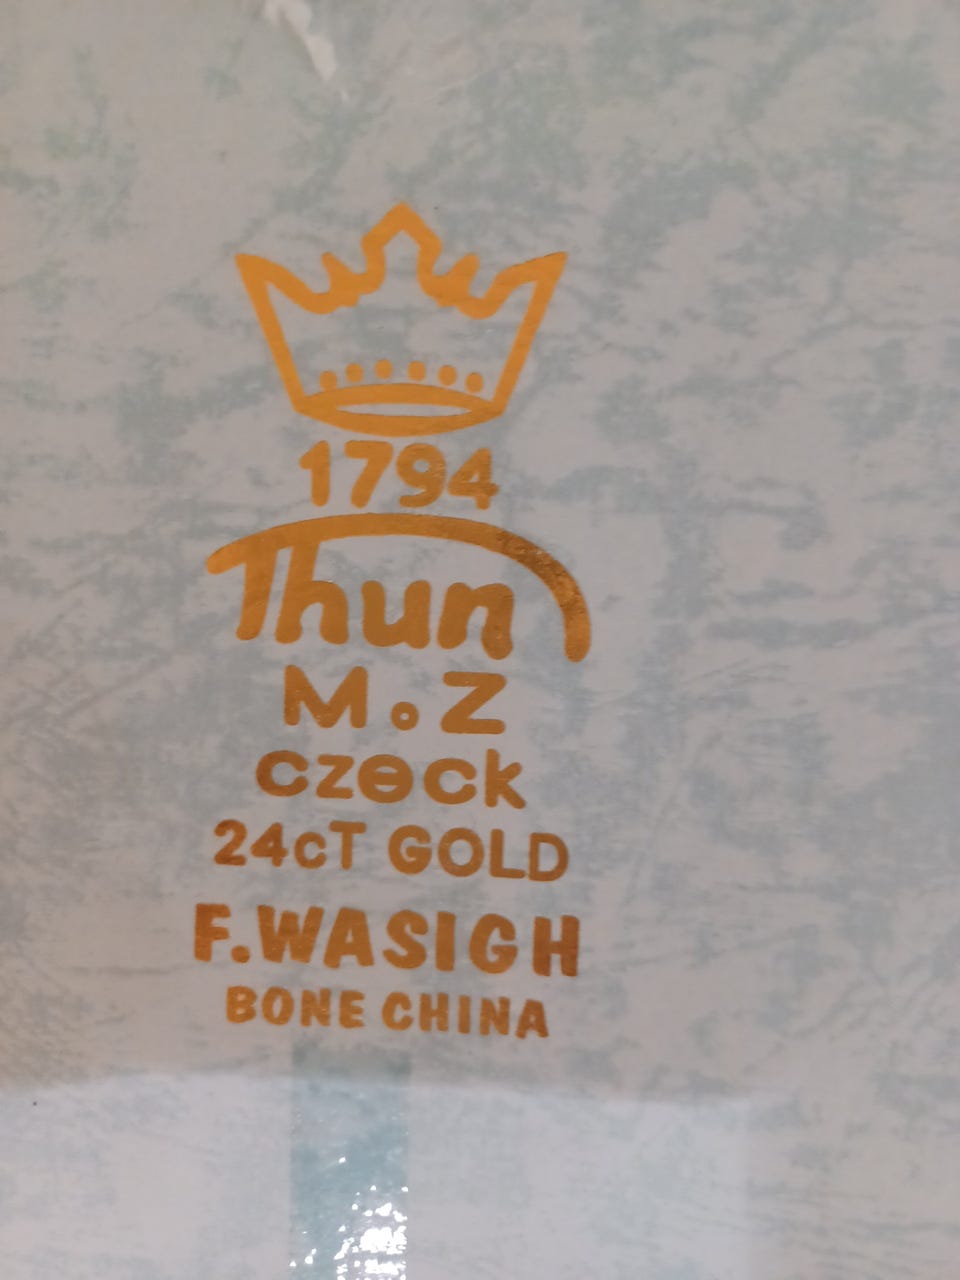 1794
Thun
M.Z
czeck
24cT GOLD
F.WASIGH
BONE CHINA